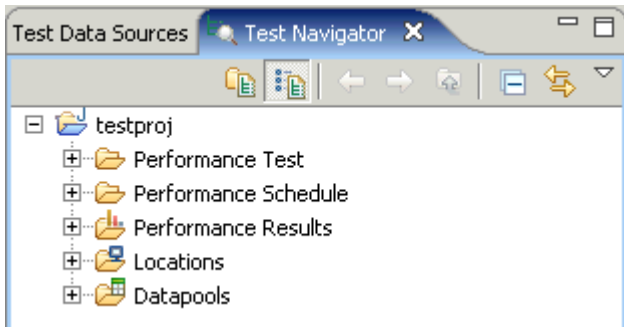 Test Data Sources Test Navigator
testproj
Performance Test
Performance Schedule
Performance Results
Locations
Datapools